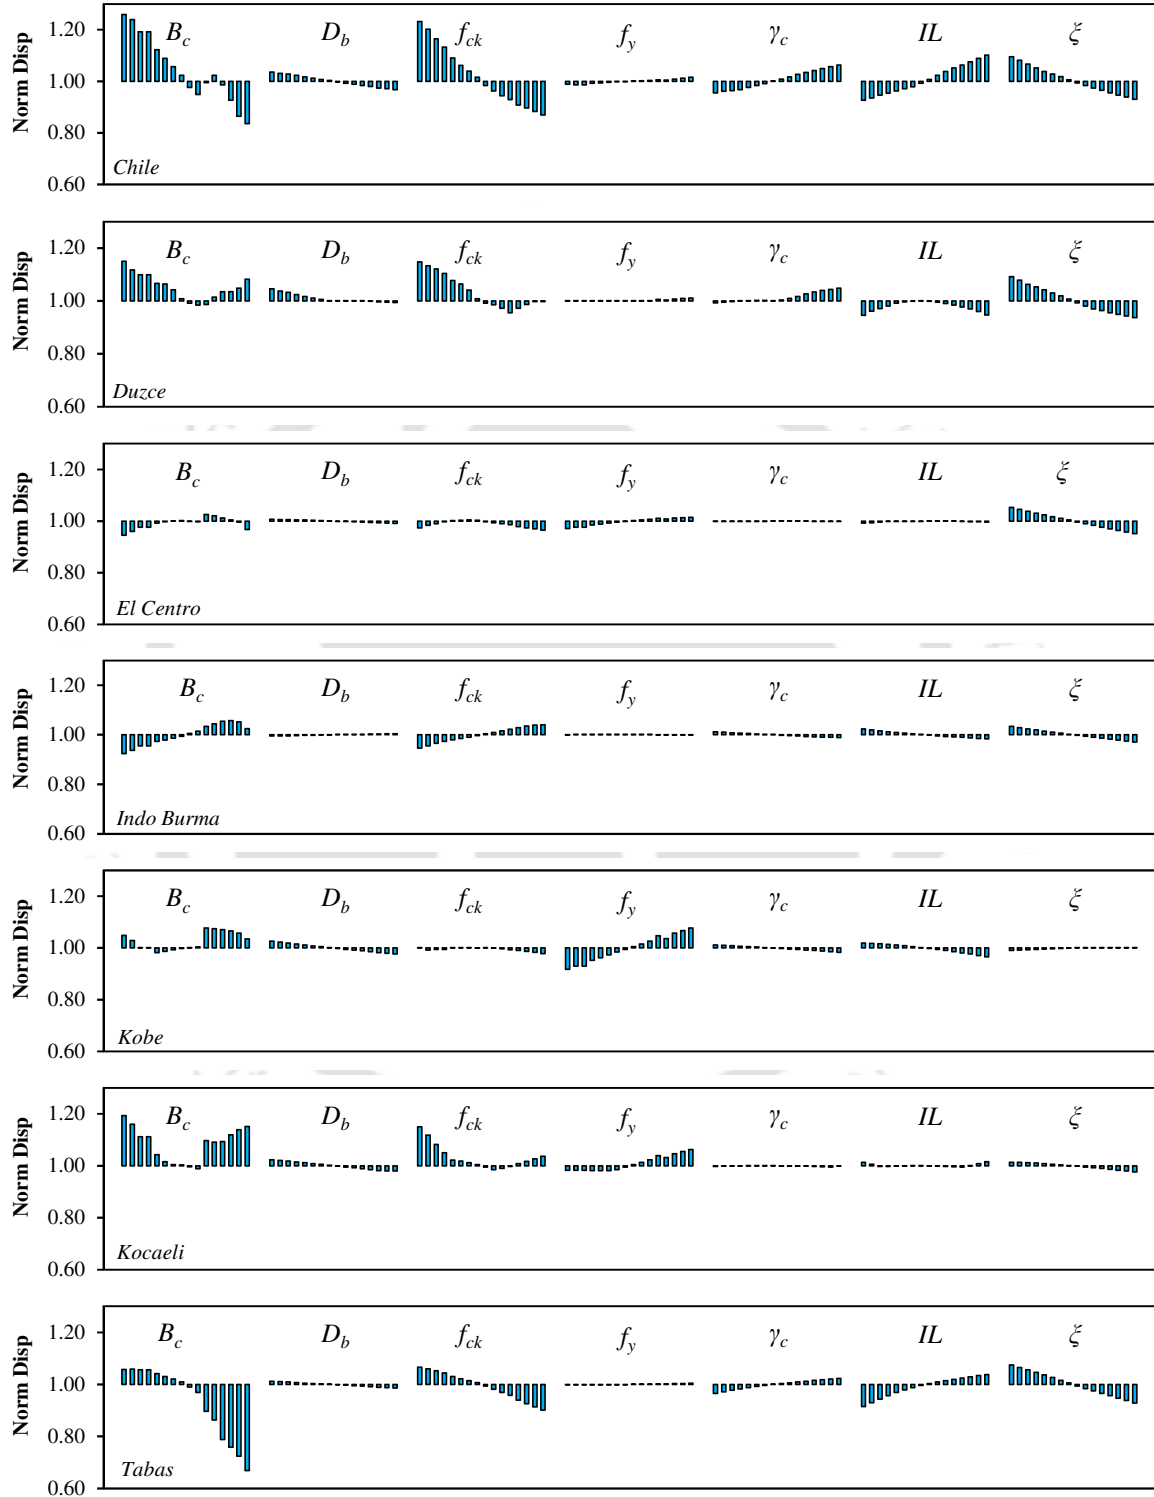 1.20
B_c D_b f_ck f_y γ_c IL ξ
1.00
Norm Disp
0.80
Chile
0.60
1.20
B_c D_b f_ck f_y γ_c IL ξ
1.00
Norm Disp
0.80
Duzce
0.60
1.20
B_c D_b f_ck f_y γ_c IL ξ
1.00
Norm Disp
0.80
El Centro
0.60
1.20
B_c D_b f_ck f_y γ_c IL ξ
1.00
Norm Disp
0.80
Indo Burma
0.60
1.20
B_c D_b f_ck f_y γ_c IL ξ
1.00
Norm Disp
0.80
Kobe
0.60
1.20
B_c D_b f_ck f_y γ_c IL ξ
1.00
Norm Disp
0.80
Kocaeli
0.60
1.20
B_c D_b f_ck f_y γ_c IL ξ
1.00
Norm Disp
0.80
Tabas
0.60